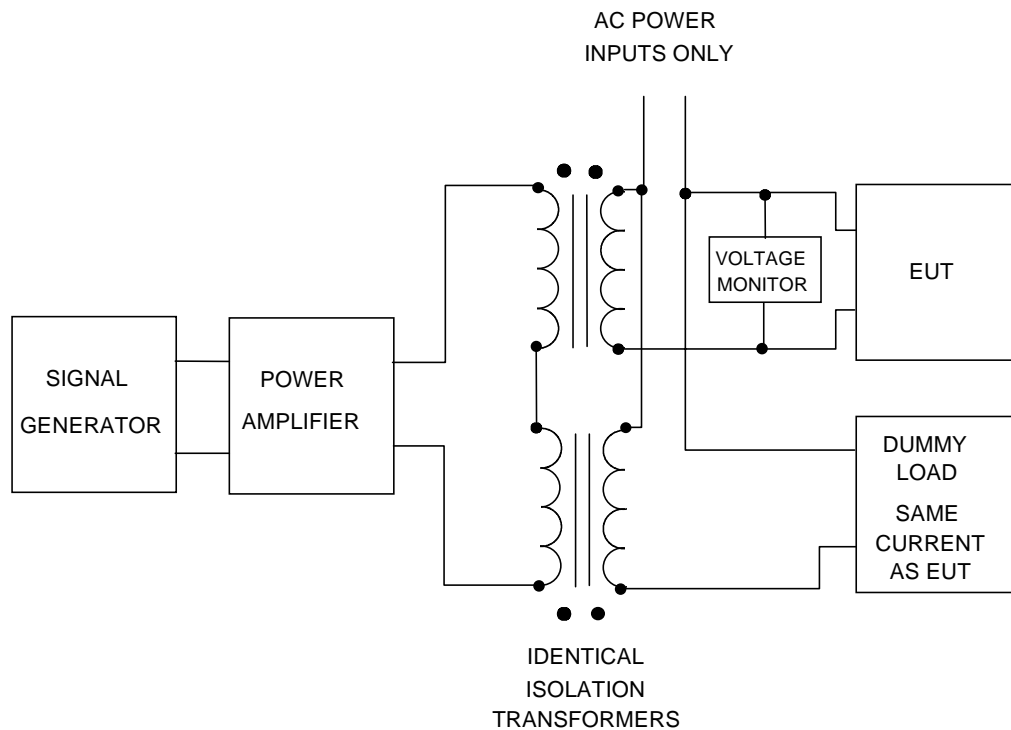 AC POWER
INPUTS ONLY
VOLTAGE
MONITOR
EUT
SIGNAL
GENERATOR
POWER
AMPLIFIER
DUMMY
LOAD
SAME
CURRENT
AS EUT
IDENTICAL
ISOLATION
TRANSFORMERS